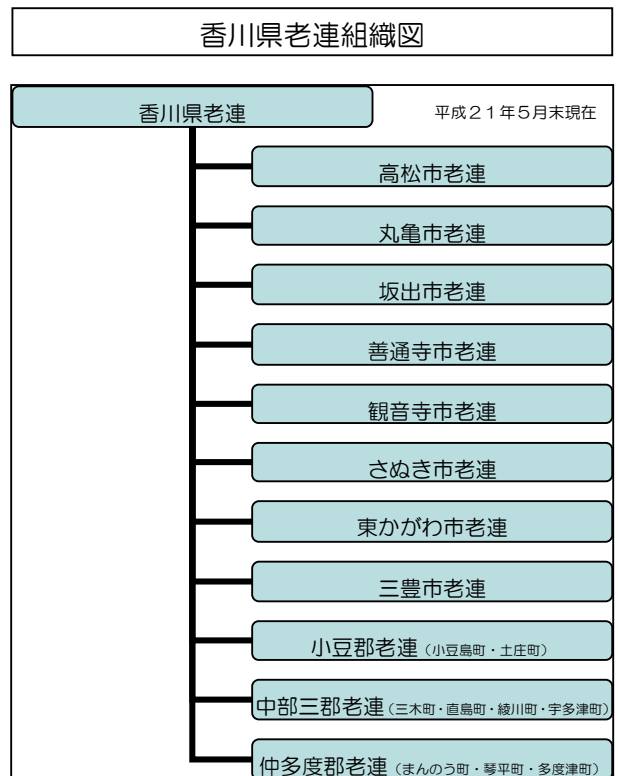 香川県老連組織図
香川県老連
平成２１年５月末現在
高松市老連
丸亀市老連
坂出市老連
善通寺市老連
観音寺市老連
さぬき市老連
東かがわ市老連
三豊市老連
小豆郡老連（小豆島町・土庄町）
中部三郡老連（三木町・直島町・綾川町・宇多津町）
仲多度郡老連（まんのう町・琴平町・多度津町）